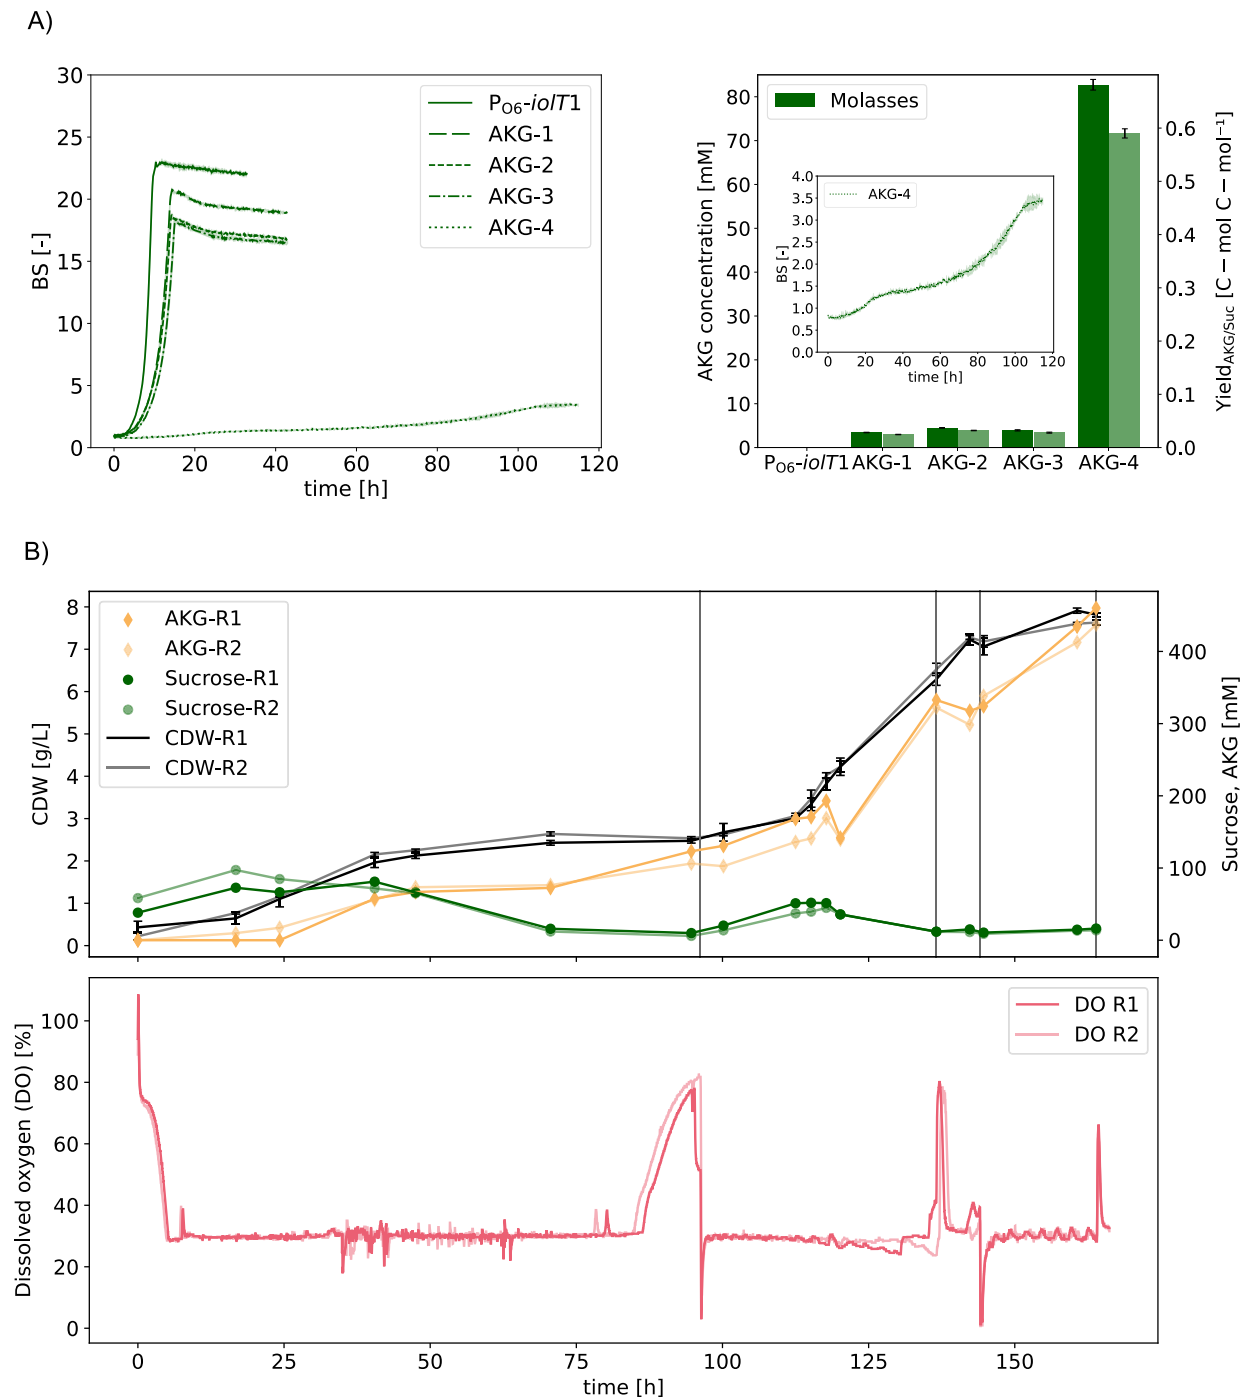 A)
30
25
20
15
10
5
0
BS [-]
P_O6-iolT1
AKG-1
AKG-2
AKG-3
AKG-4
0 20 40 60 80 100 120
time [h]
80
70
60
50
40
30
20
10
0
AKG concentration [mM]
Molasses
4.0
3.5
3.0
2.5
2.0
1.5
1.0
0.5
0.0
BS [-]
AKG-4
0 20 40 60 80 100 120
time [h]
0.6
0.5
0.4
0.3
0.2
0.1
0.0
Yield_AKG/Suc [C − mol C − mol⁻¹]
P_O6-iolT1 AKG-1 AKG-2 AKG-3 AKG-4
B)
8
7
6
5
4
3
2
1
0
CDW [g/L]
AKG-R1
AKG-R2
Sucrose-R1
Sucrose-R2
CDW-R1
CDW-R2
400
300
200
100
0
Sucrose, AKG [mM]
100
80
60
40
20
0
Dissolved oxygen (DO) [%]
DO R1
DO R2
0 25 50 75 100 125 150
time [h]